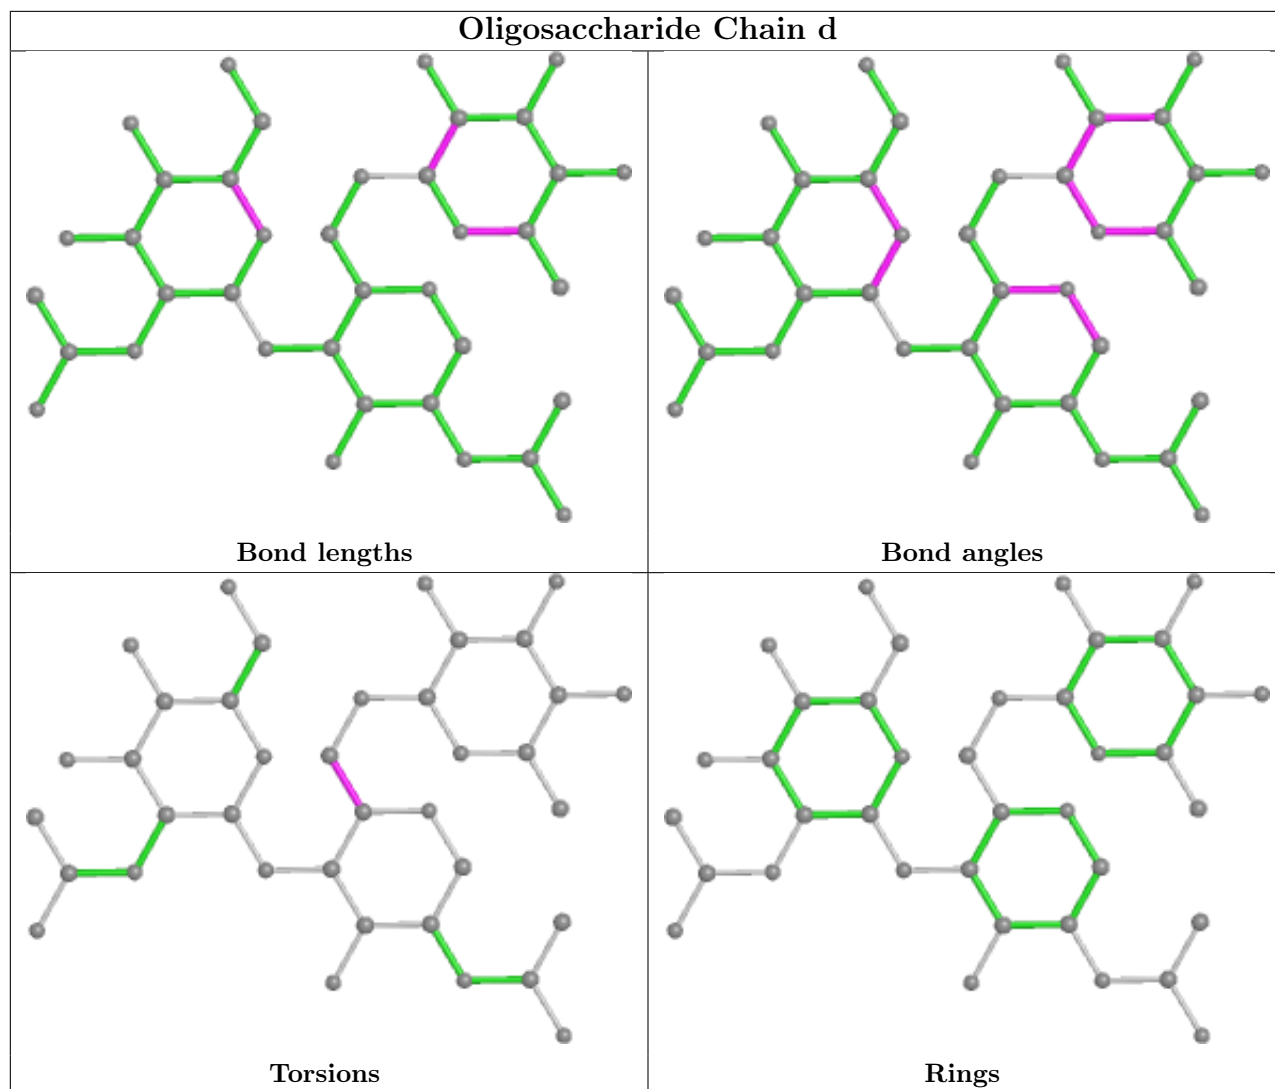 Oligosaccharide Chain d
Bond lengths
Bond angles
Torsions
Rings